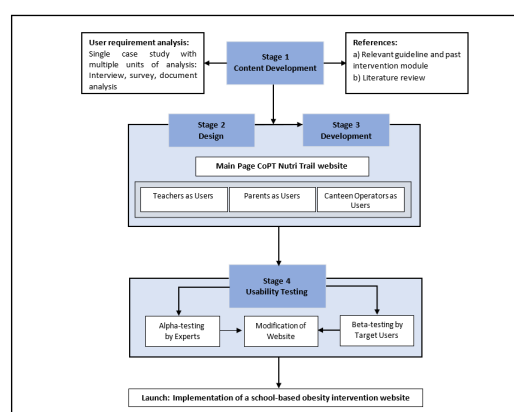 User requirement analysis:
Single case study with
multiple units of analysis:
Interview, survey, document
analysis
Stage 1
Content Development
References:
a) Relevant guideline and past
intervention module
b) Literature review
Stage 2
Design
Stage 3
Development
Main Page CoPT Nutri Trail website
Teachers as Users
Parents as Users
Canteen Operators as
Users
Stage 4
Usability Testing
Alpha-testing
by Experts
Modification of
Website
Beta-testing by
Target Users
Launch: Implementation of a school-based obesity intervention website